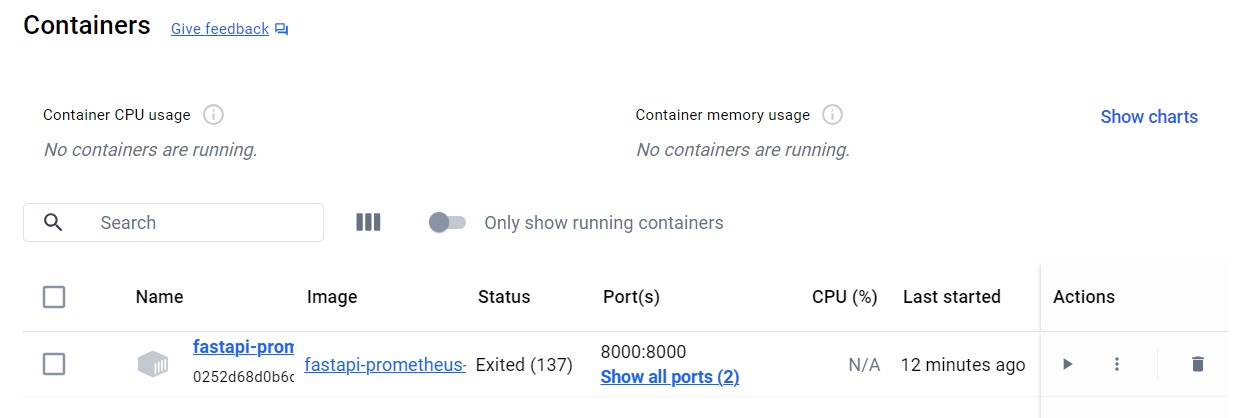 Containers Give feedback
Container CPU usage Container memory usage Show charts
No containers are running. No containers are running.
Search Only show running containers
Name Image Status Port(s) CPU (%) Last started Actions
fastapi-prom fastapi-prometheus- Exited (137) 8000:8000 N/A 12 minutes ago
0252d68d0b6c Show all ports (2)